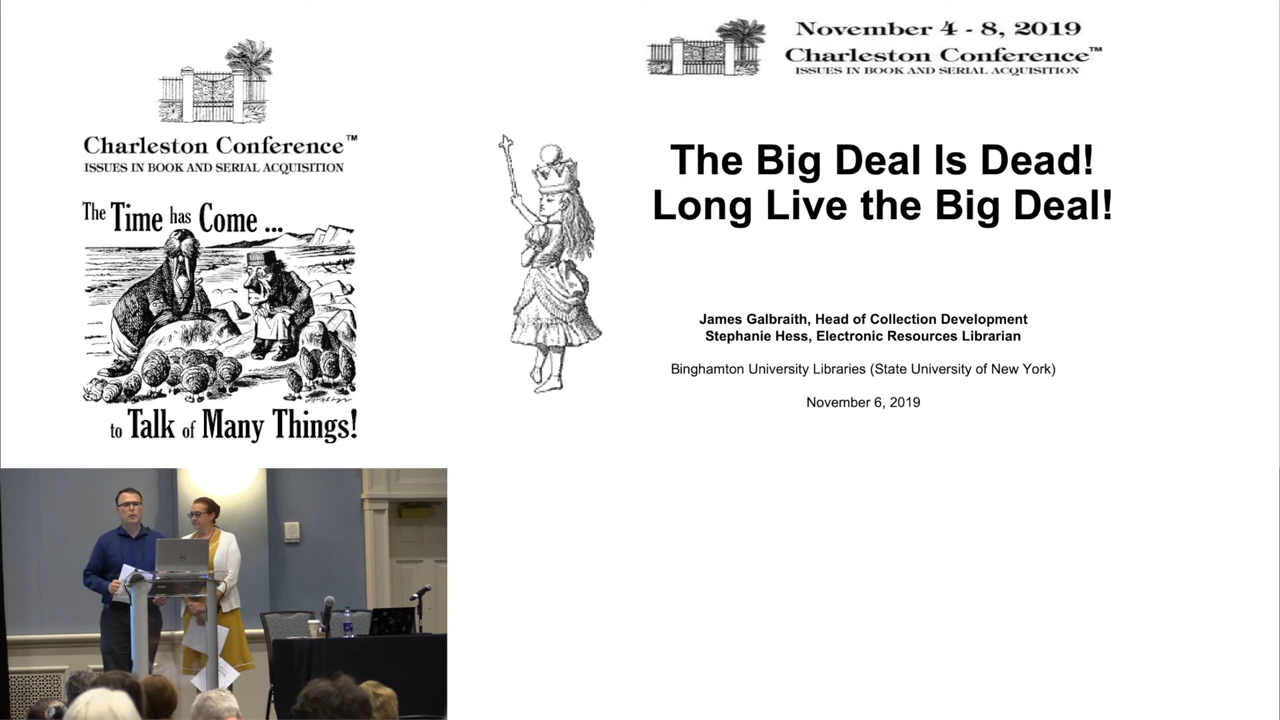 Charleston Conference™
ISSUES IN BOOK AND SERIAL ACQUISITION
The Time has Come ...
to Talk of Many Things!
November 4 - 8, 2019
Charleston Conference™
ISSUES IN BOOK AND SERIAL ACQUISITION
The Big Deal Is Dead!
Long Live the Big Deal!
James Galbraith, Head of Collection Development
Stephanie Hess, Electronic Resources Librarian
Binghamton University Libraries (State University of New York)
November 6, 2019